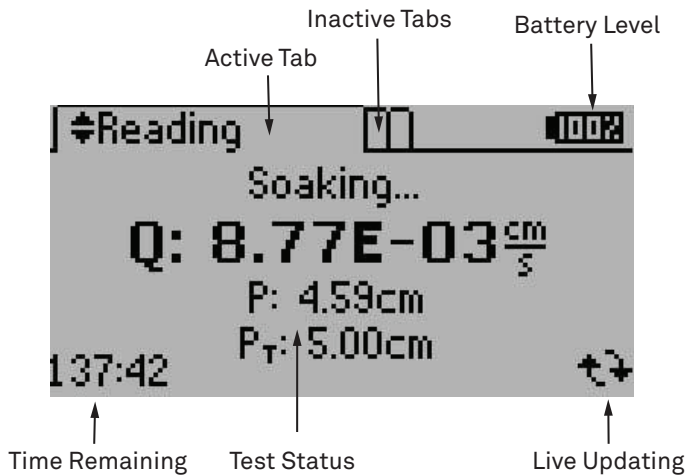 Inactive Tabs
Battery Level
Active Tab
Reading
100%
Soaking...
Q: 8.77E-03 cm/s
P: 4.59cm
PT: 5.00cm
137:42
Time Remaining
Test Status
Live Updating